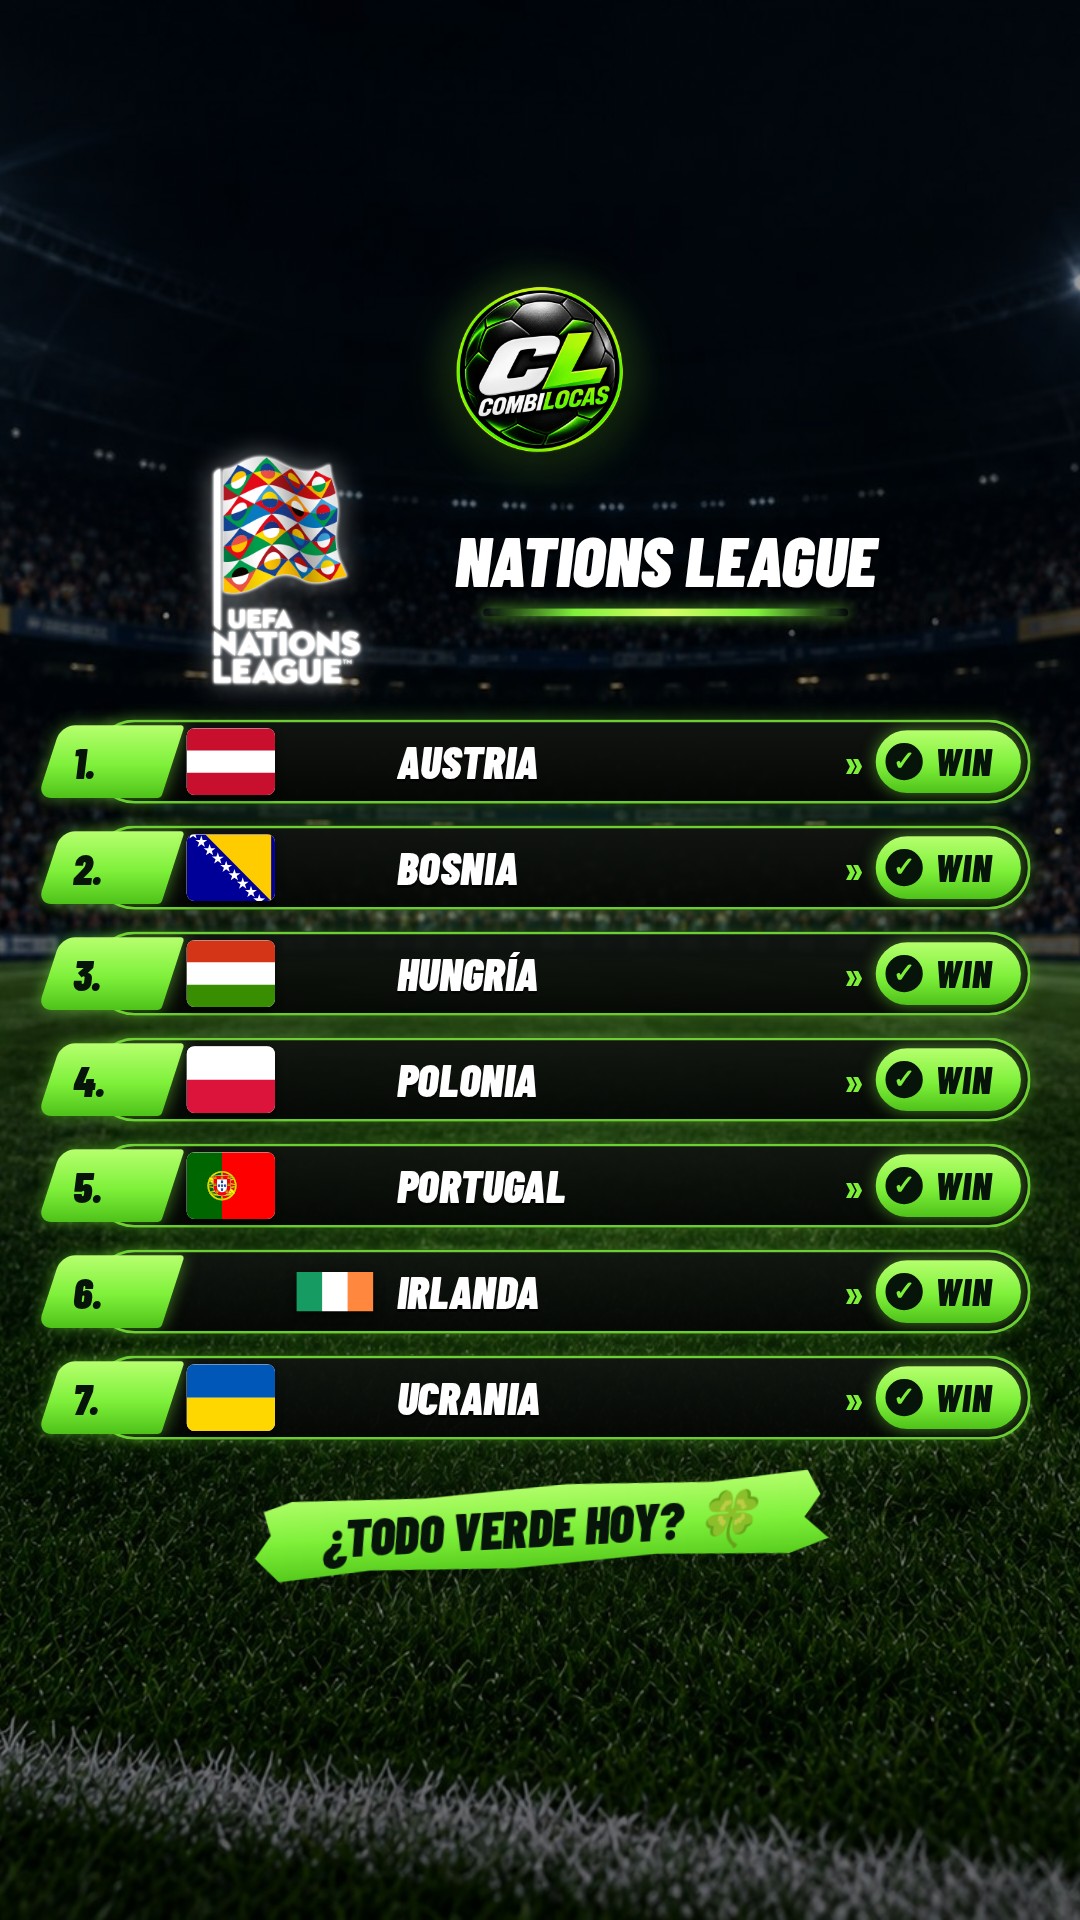 CL
COMBILOCAS
UEFA
NATIONS
LEAGUE™
NATIONS LEAGUE
1. AUSTRIA » ✓ WIN
2. BOSNIA » ✓ WIN
3. HUNGRÍA » ✓ WIN
4. POLONIA » ✓ WIN
5. PORTUGAL » ✓ WIN
6. IRLANDA » ✓ WIN
7. UCRANIA » ✓ WIN
¿TODO VERDE HOY? 🍀